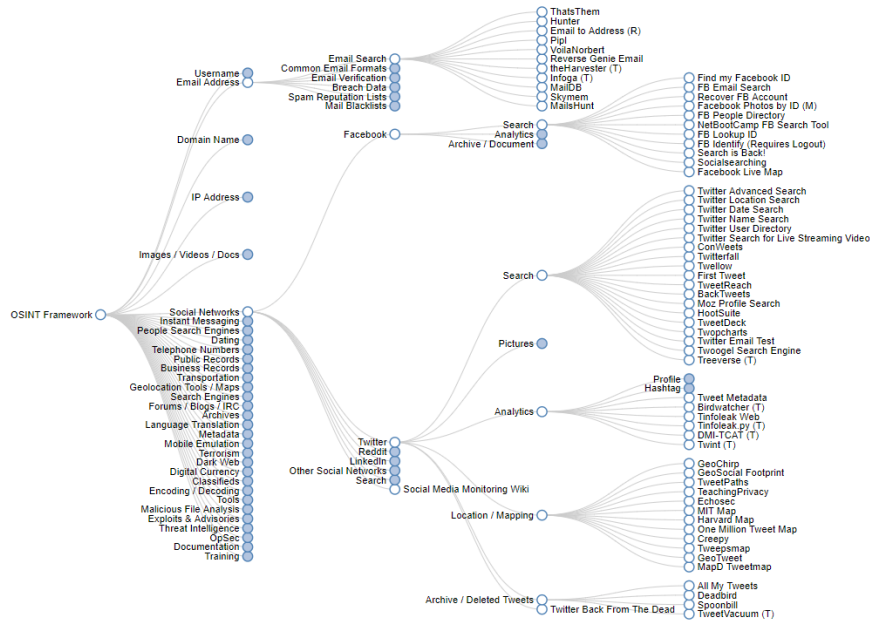 OSINT Framework
Username
Email Address
Domain Name
IP Address
Images / Videos / Docs
Social Networks
Instant Messaging
People Search Engines
Dating
Telephone Numbers
Public Records
Business Records
Transportation
Geolocation Tools / Maps
Search Engines
Forums / Blogs / IRC
Archives
Language Translation
Metadata
Mobile Emulation
Terrorism
Dark Web
Digital Currency
Classifieds
Encoding / Decoding
Tools
Malicious File Analysis
Exploits & Advisories
Threat Intelligence
OpSec
Documentation
Training
Email Search
Common Email Formats
Email Verification
Breach Data
Spam Reputation Lists
Mail Blacklists
Facebook
Twitter
Reddit
LinkedIn
Other Social Networks
Search
Social Media Monitoring Wiki
ThatsThem
Hunter
Email to Address (R)
Pipl
VoilaNorbert
Reverse Genie Email
theHarvester (T)
Infoga (T)
MailDB
Skymem
MailsHunt
Search
Analytics
Archive / Document
Search
Pictures
Analytics
Location / Mapping
Archive / Deleted Tweets
Twitter Back From The Dead
Find my Facebook ID
FB Email Search
Recover FB Account
Facebook Photos by ID (M)
FB People Directory
NetBootCamp FB Search Tool
FB Lookup ID
FB Identify (Requires Logout)
Search is Back!
Socialsearching
Facebook Live Map
Twitter Advanced Search
Twitter Location Search
Twitter Date Search
Twitter Name Search
Twitter User Directory
Twitter Search for Live Streaming Video
ConWeets
Twitterfall
Twellow
First Tweet
TweetReach
BackTweets
Moz Profile Search
HootSuite
TweetDeck
Twopcharts
Twitter Email Test
Twoogel Search Engine
Treeverse (T)
Profile
Hashtag
Tweet Metadata
Birdwatcher (T)
Tinfoleak Web
Tinfoleak.py (T)
DMI-TCAT (T)
Twint (T)
GeoChirp
GeoSocial Footprint
TweetPaths
TeachingPrivacy
Echosec
MIT Map
Harvard Map
One Million Tweet Map
Creepy
Tweepsmap
GeoTweet
MapD Tweetmap
All My Tweets
Deadbird
Spoonbill
TweetVacuum (T)